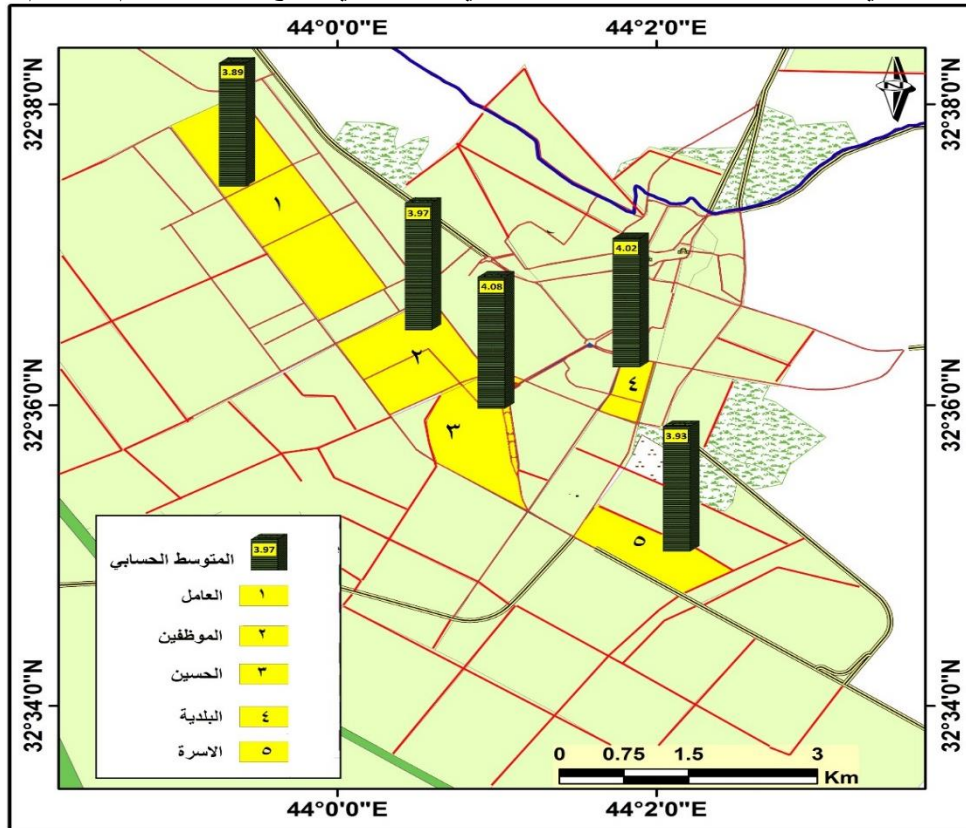 44°0'0"E 44°2'0"E
32°38'0"N 32°38'0"N
3.89
١
3.97
4.02
4.08
٢
٤
32°36'0"N 32°36'0"N
٣
3.93
٥
3.97 المتوسط الحسابي
١ العامل
٢ الموظفين
٣ الحسين
٤ البلدية
٥ الاسرة
32°34'0"N 32°34'0"N
0 0.75 1.5 3
Km
44°0'0"E 44°2'0"E